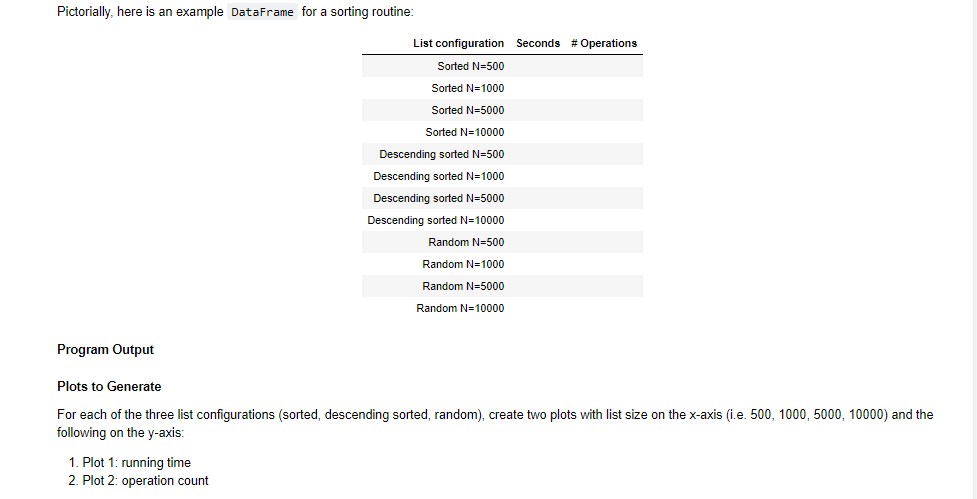 Pictorially, here is an example DataFrame for a sorting routine:
List configuration Seconds # Operations
Sorted N=500
Sorted N=1000
Sorted N=5000
Sorted N=10000
Descending sorted N=500
Descending sorted N=1000
Descending sorted N=5000
Descending sorted N=10000
Random N=500
Random N=1000
Random N=5000
Random N=10000
Program Output
Plots to Generate
For each of the three list configurations (sorted, descending sorted, random), create two plots with list size on the x-axis (i.e. 500, 1000, 5000, 10000) and the
following on the y-axis:
1. Plot 1: running time
2. Plot 2: operation count